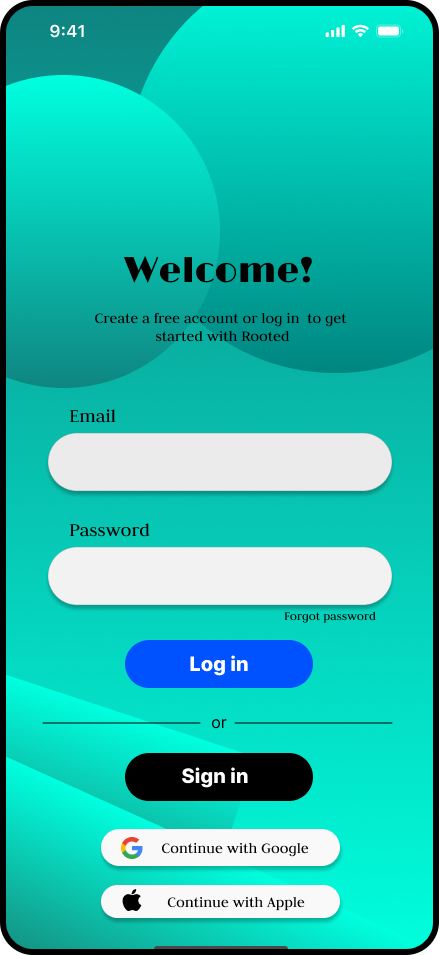 9:41
Welcome!
Create a free account or log in  to get
started with Rooted
Email
Password
Forgot password
Log in
or
Sign in
Continue with Google
Continue with Apple